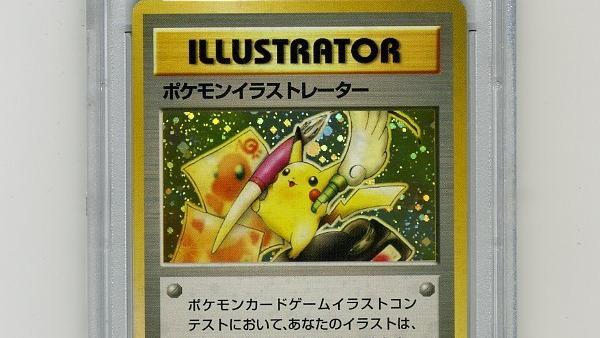 ILLUSTRATOR
ポケモンイラストレーター
ポケモンカードゲームイラストコン
テストにおいて、あなたのイラストは、